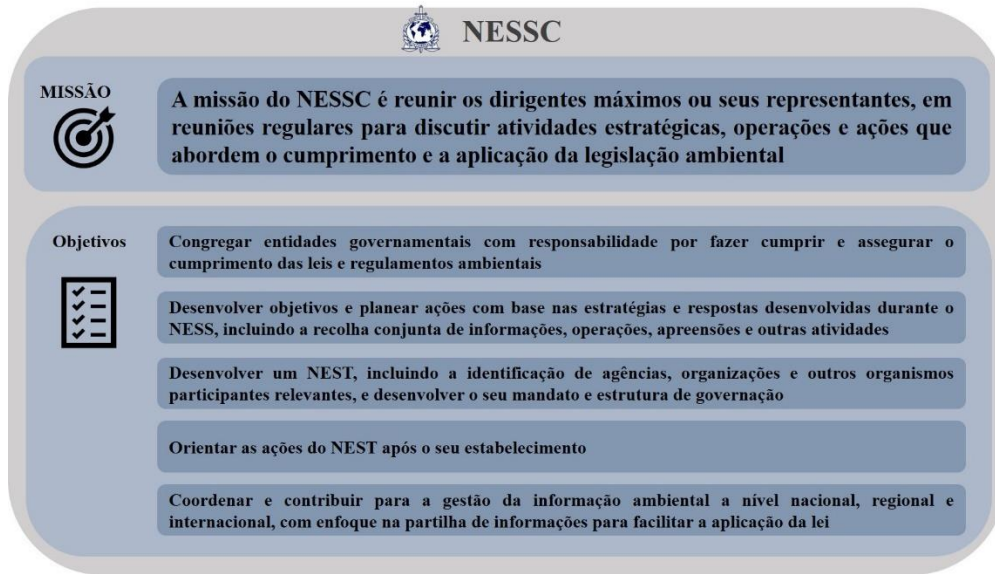 NESSC
MISSÃO
A missão do NESSC é reunir os dirigentes máximos ou seus representantes, em
reuniões regulares para discutir atividades estratégicas, operações e ações que
abordem o cumprimento e a aplicação da legislação ambiental
Objetivos
Congregar entidades governamentais com responsabilidade por fazer cumprir e assegurar o
cumprimento das leis e regulamentos ambientais
Desenvolver objetivos e planear ações com base nas estratégias e respostas desenvolvidas durante o
NESS, incluindo a recolha conjunta de informações, operações, apreensões e outras atividades
Desenvolver um NEST, incluindo a identificação de agências, organizações e outros organismos
participantes relevantes, e desenvolver o seu mandato e estrutura de governação
Orientar as ações do NEST após o seu estabelecimento
Coordenar e contribuir para a gestão da informação ambiental a nível nacional, regional e
internacional, com enfoque na partilha de informações para facilitar a aplicação da lei